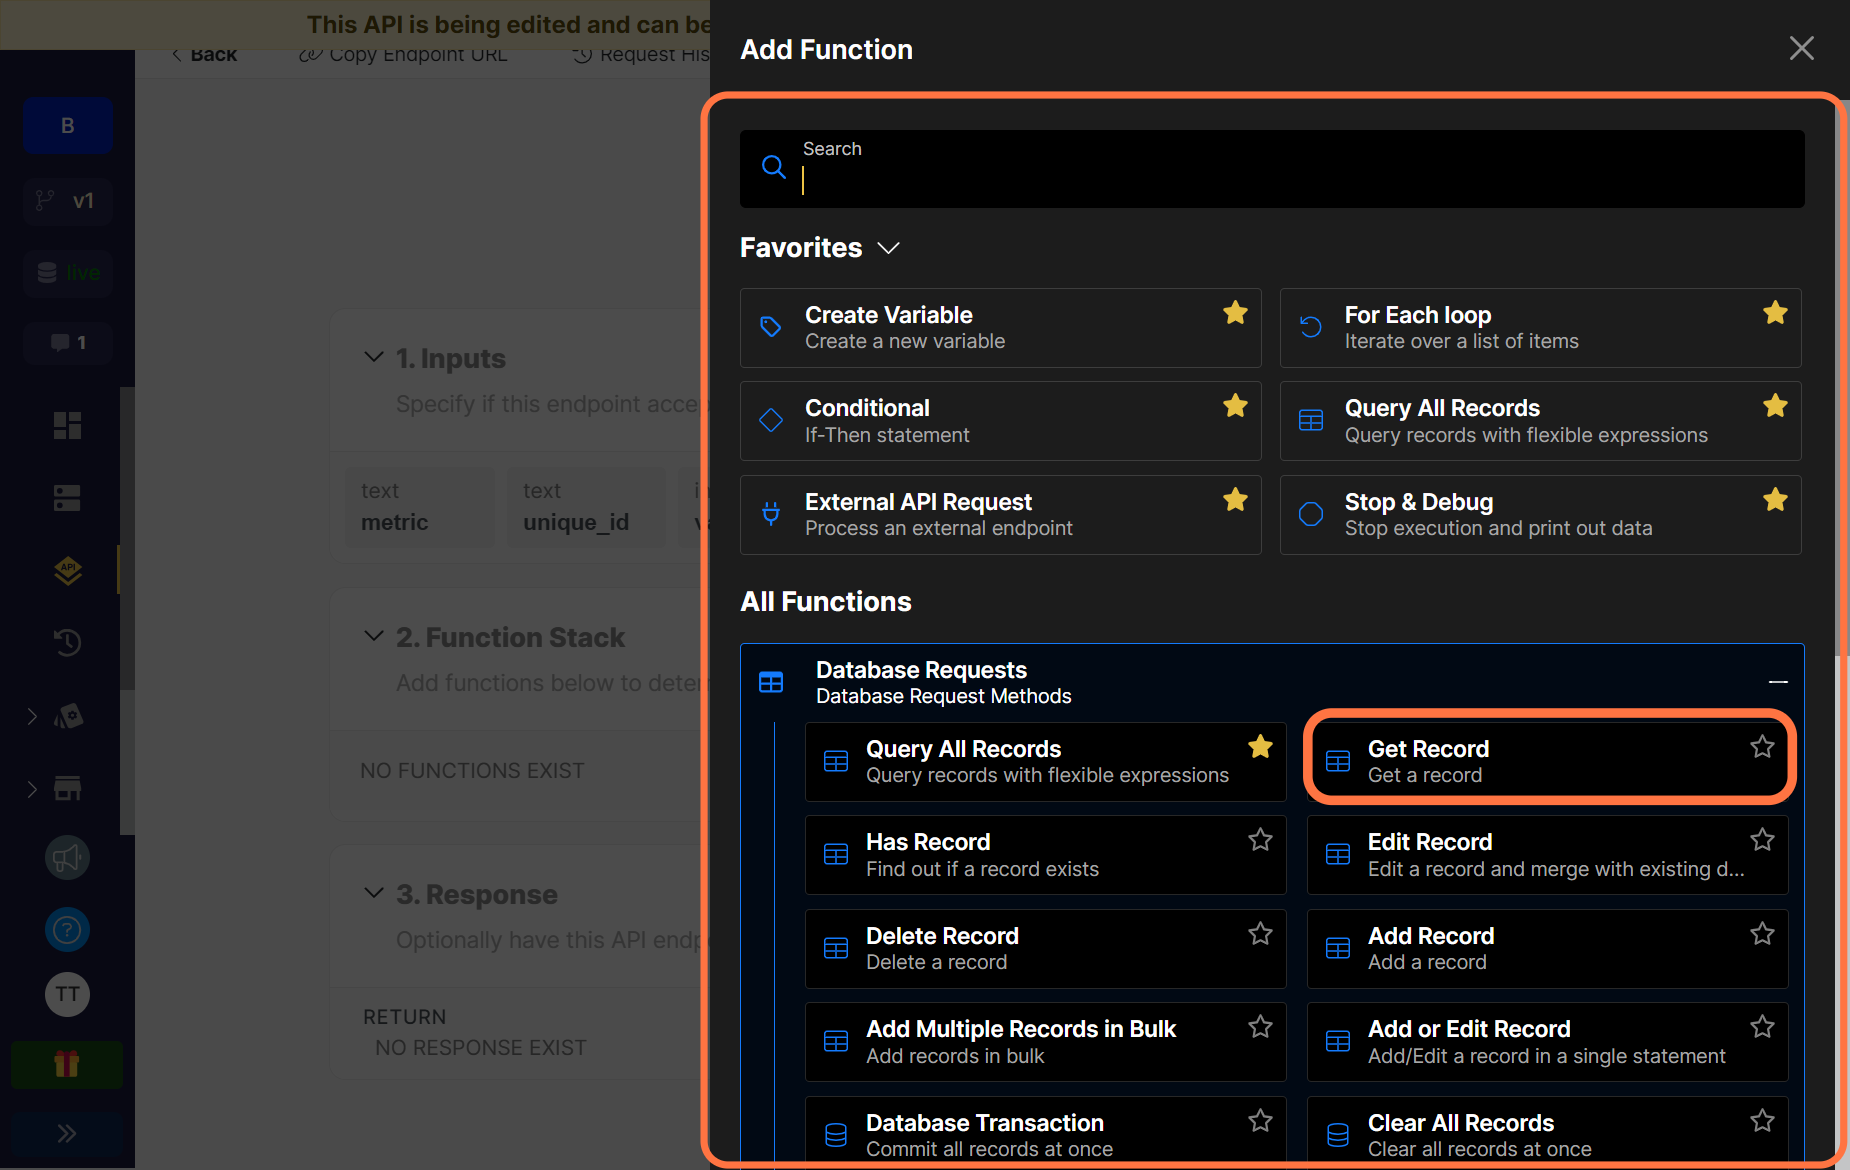 This API is being edited and can be
Back
Copy Endpoint URL
Request His
B
v1
live
1
API
TT
1. Inputs
Specify if this endpoint acce
text
metric
text
unique_id
2. Function Stack
Add functions below to deter
NO FUNCTIONS EXIST
3. Response
Optionally have this API endp
RETURN
NO RESPONSE EXIST
Add Function
Search
Favorites
Create Variable
Create a new variable
For Each loop
Iterate over a list of items
Conditional
If-Then statement
Query All Records
Query records with flexible expressions
External API Request
Process an external endpoint
Stop & Debug
Stop execution and print out data
All Functions
Database Requests
Database Request Methods
Query All Records
Query records with flexible expressions
Get Record
Get a record
Has Record
Find out if a record exists
Edit Record
Edit a record and merge with existing d...
Delete Record
Delete a record
Add Record
Add a record
Add Multiple Records in Bulk
Add records in bulk
Add or Edit Record
Add/Edit a record in a single statement
Database Transaction
Commit all records at once
Clear All Records
Clear all records at once